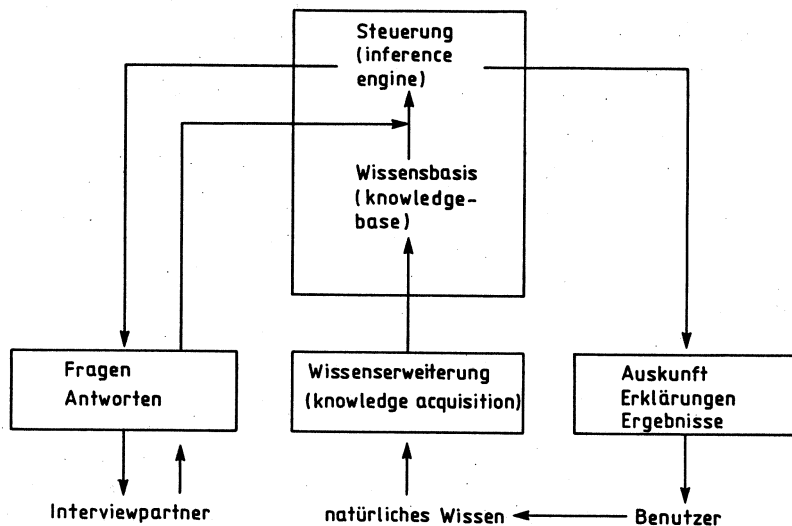 Steuerung
(inference
engine)
Wissensbasis
(knowledge-
base)
Fragen
Antworten
Wissenserweiterung
(knowledge acquisition)
Auskunft
Erklärungen
Ergebnisse
Interviewpartner
natürliches Wissen
Benutzer